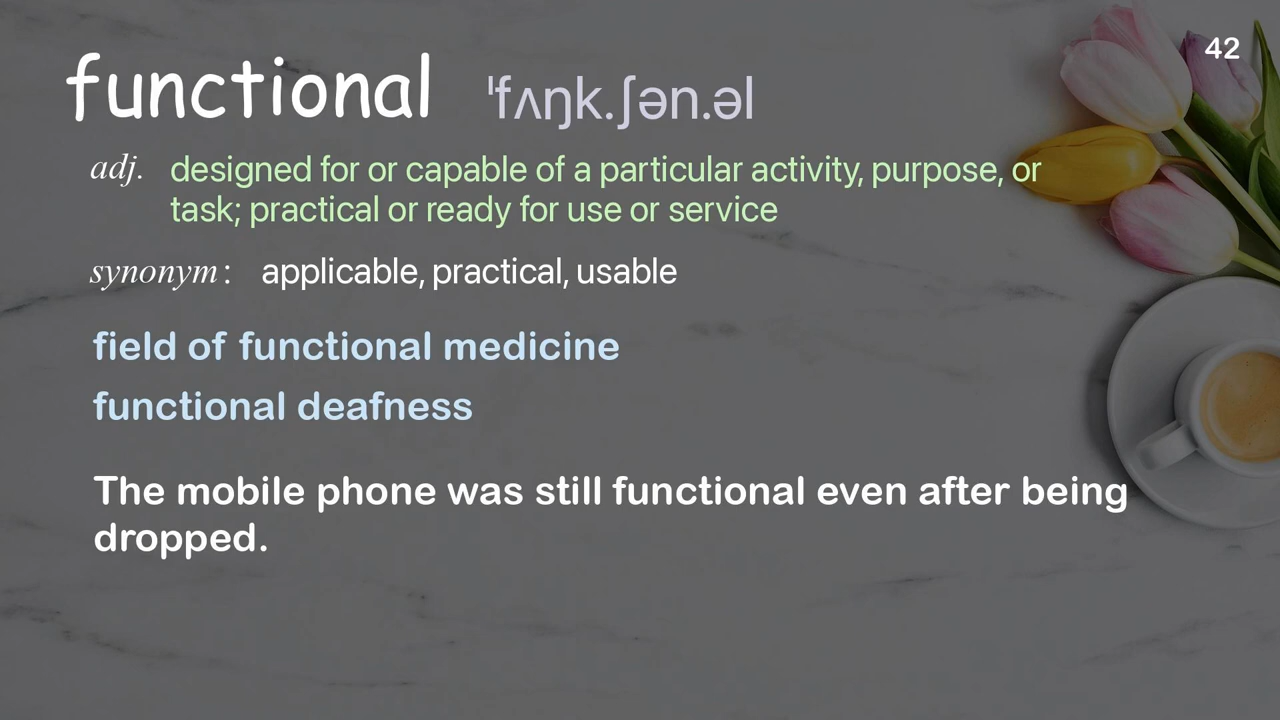 42
functional ˈfʌŋk.ʃən.əl
adj. designed for or capable of a particular activity, purpose, or
task; practical or ready for use or service
synonym: applicable, practical, usable
field of functional medicine
functional deafness
The mobile phone was still functional even after being
dropped.